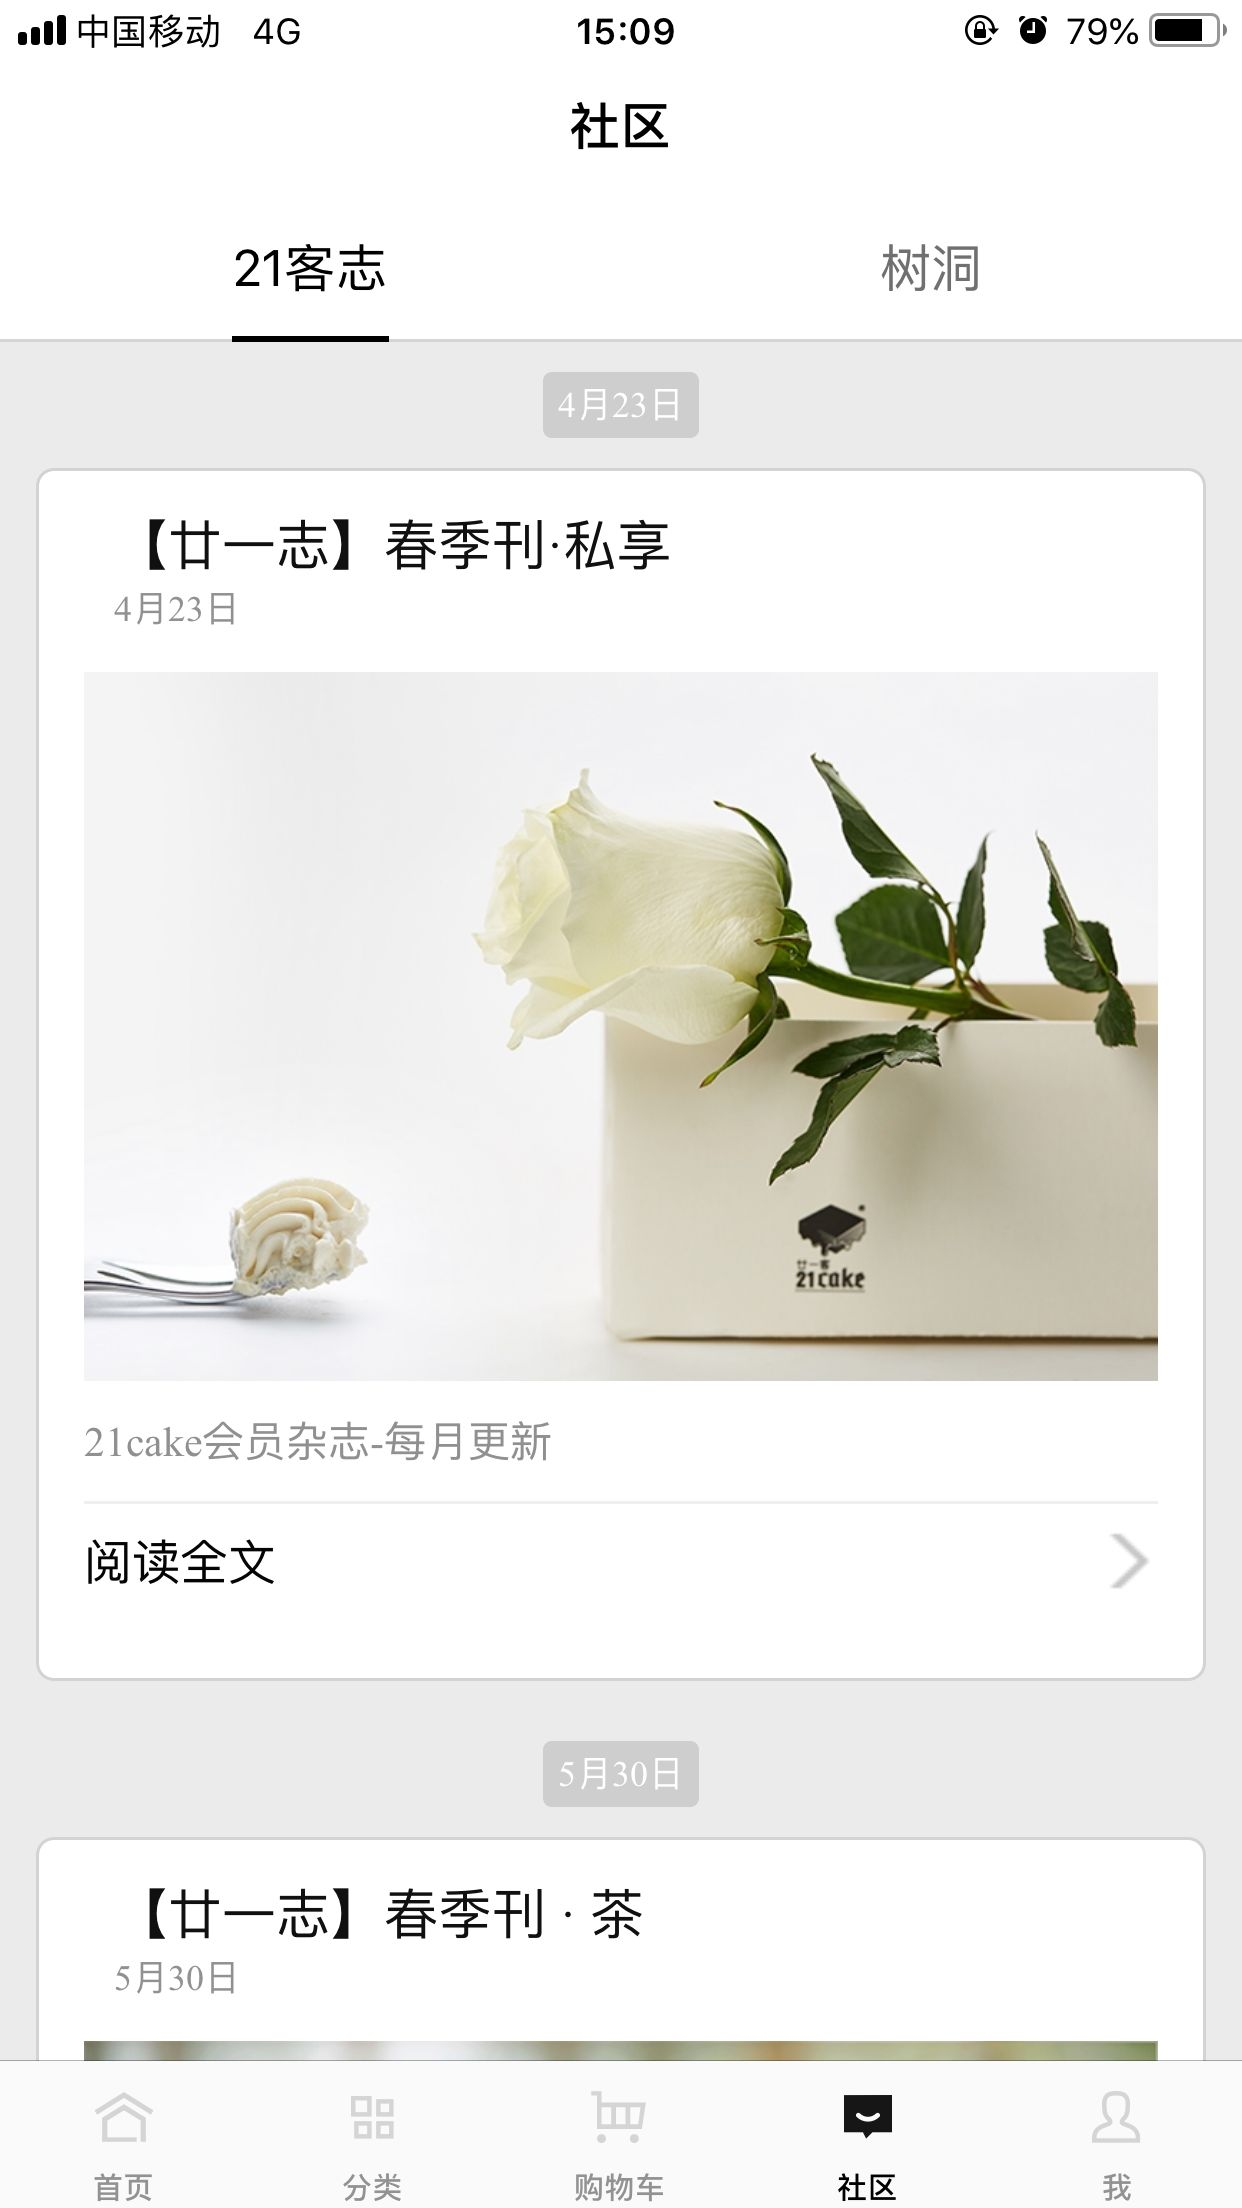 中国移动 4G 15:09 79%
社区
21客志 树洞
4月23日
【廿一志】春季刊·私享
4月23日
廿一客
21cake
21cake会员杂志-每月更新
阅读全文
5月30日
【廿一志】春季刊 · 茶
5月30日
首页 分类 购物车 社区 我